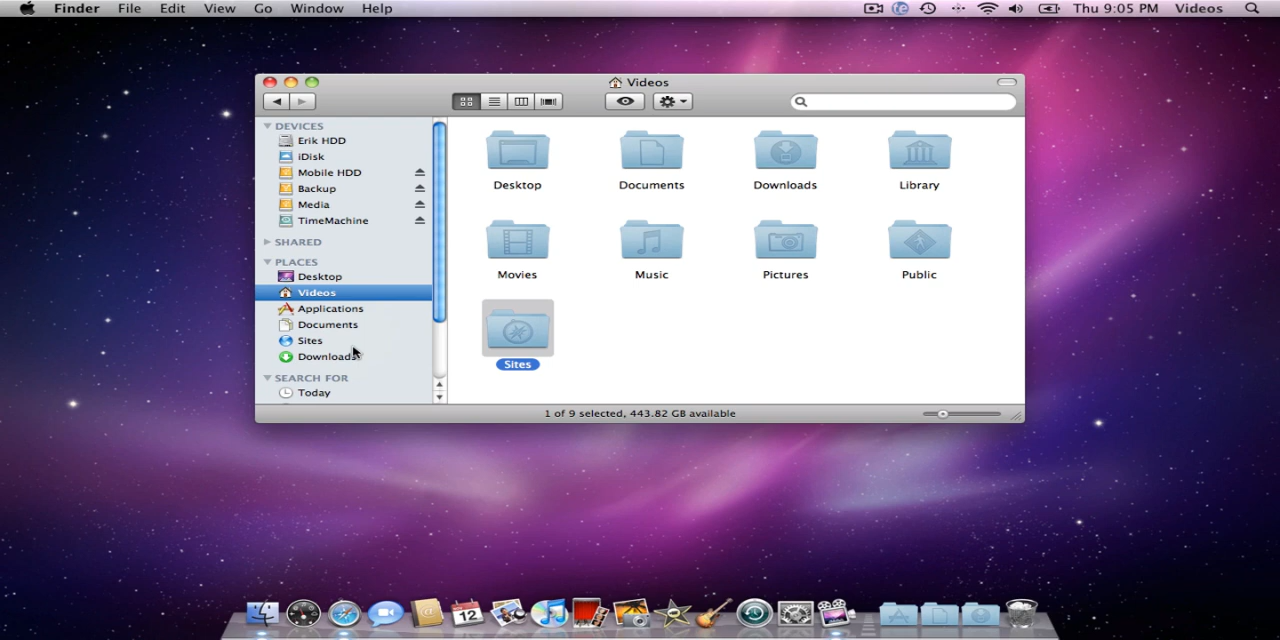 Finder File Edit View Go Window Help Thu 9:05 PM Videos
Videos
DEVICES
Erik HDD
iDisk
Mobile HDD
Backup
Media
TimeMachine
SHARED
PLACES
Desktop
Videos
Applications
Documents
Sites
Downloads
SEARCH FOR
Today
Desktop Documents Downloads Library
Movies Music Pictures Public
Sites
1 of 9 selected, 443.82 GB available
12